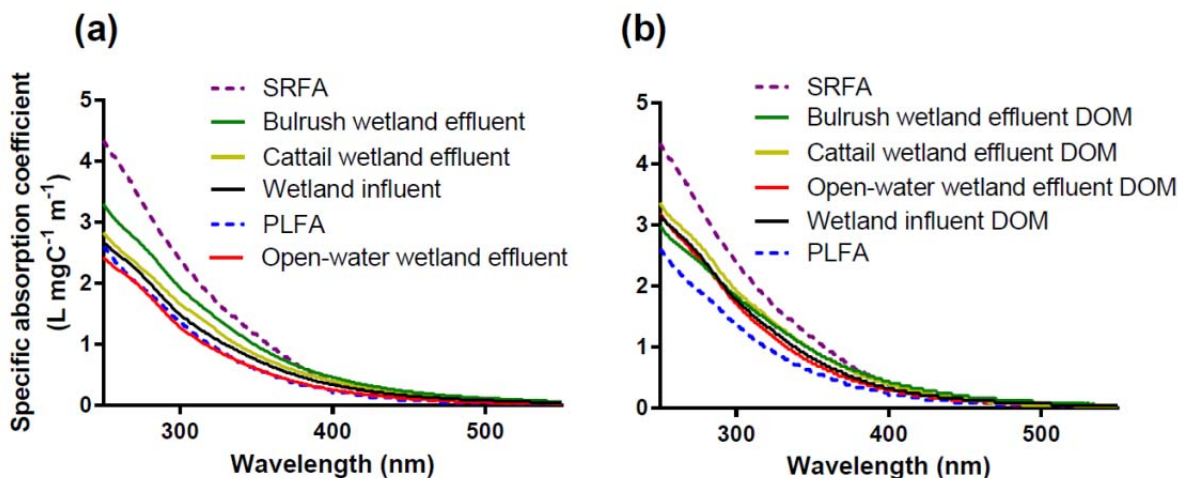 (a)
SRFA
Bulrush wetland effluent
Cattail wetland effluent
Wetland influent
PLFA
Open-water wetland effluent
Specific absorption coefficient
(L mgC⁻¹ m⁻¹)
5
4
3
2
1
0
300
400
500
Wavelength (nm)
(b)
SRFA
Bulrush wetland effluent DOM
Cattail wetland effluent DOM
Open-water wetland effluent DOM
Wetland influent DOM
PLFA
5
4
3
2
1
0
300
400
500
Wavelength (nm)